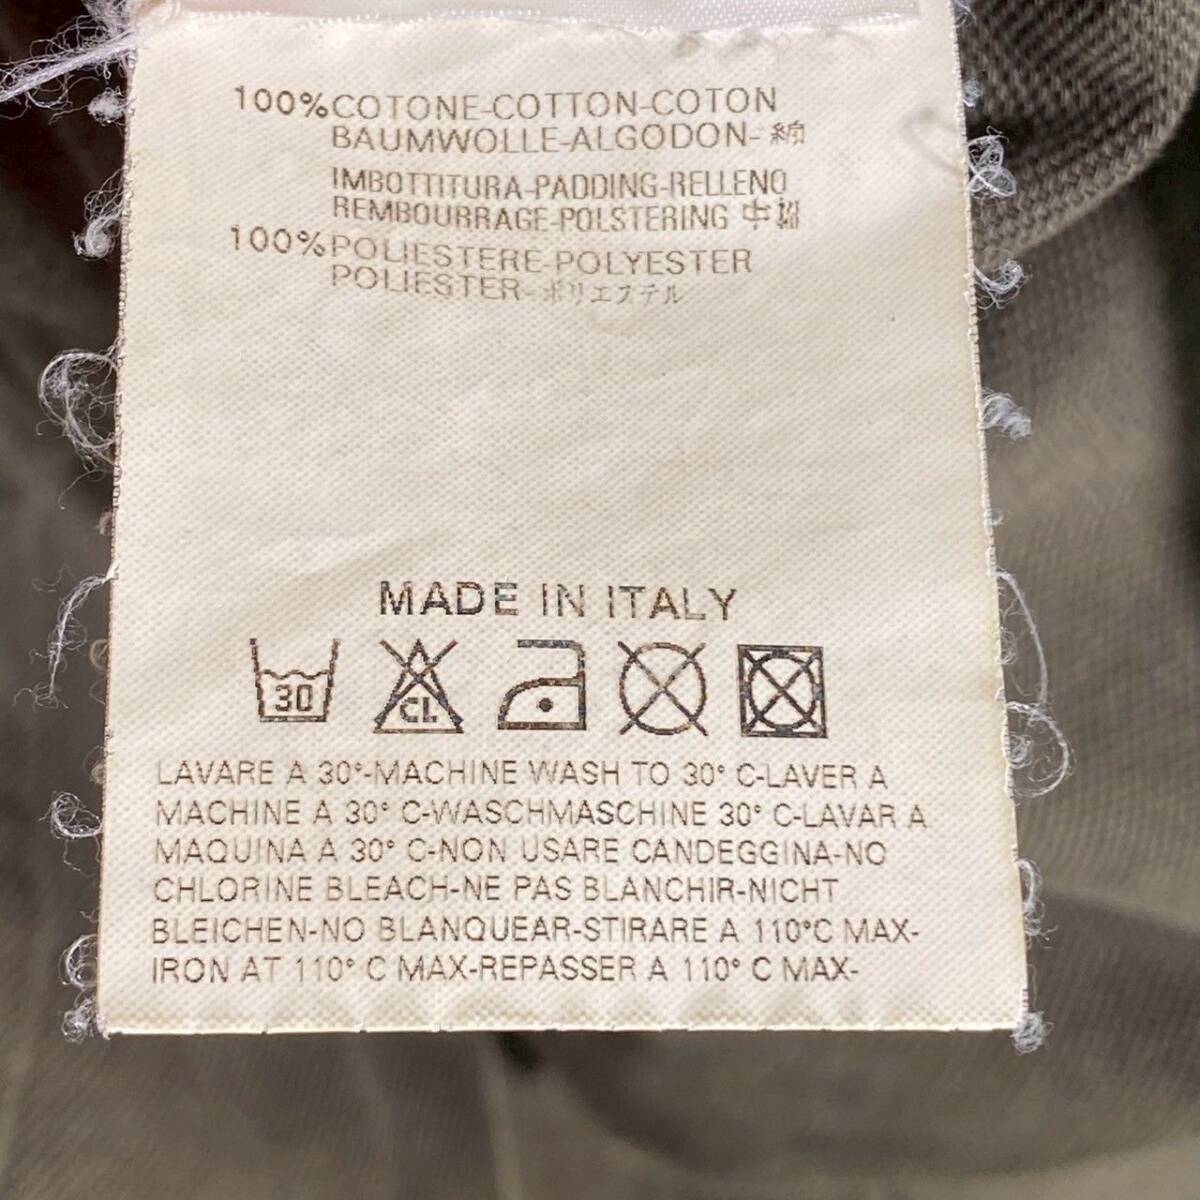 100% COTONE-COTTON-COTON
BAUMWOLLE-ALGODON-綿
IMBOTTITURA-PADDING-RELLENO
REMBOURRAGE-POLSTERING 中綿
100% POLIESTERE-POLYESTER
POLIESTER-ポリエステル
MADE IN ITALY
30 CL
LAVARE A 30°-MACHINE WASH TO 30° C-LAVER A
MACHINE A 30° C-WASCHMASCHINE 30° C-LAVAR A
MAQUINA A 30° C-NON USARE CANDEGGINA-NO
CHLORINE BLEACH-NE PAS BLANCHIR-NICHT
BLEICHEN-NO BLANQUEAR-STIRARE A 110°C MAX-
IRON AT 110° C MAX-REPASSER A 110° C MAX-